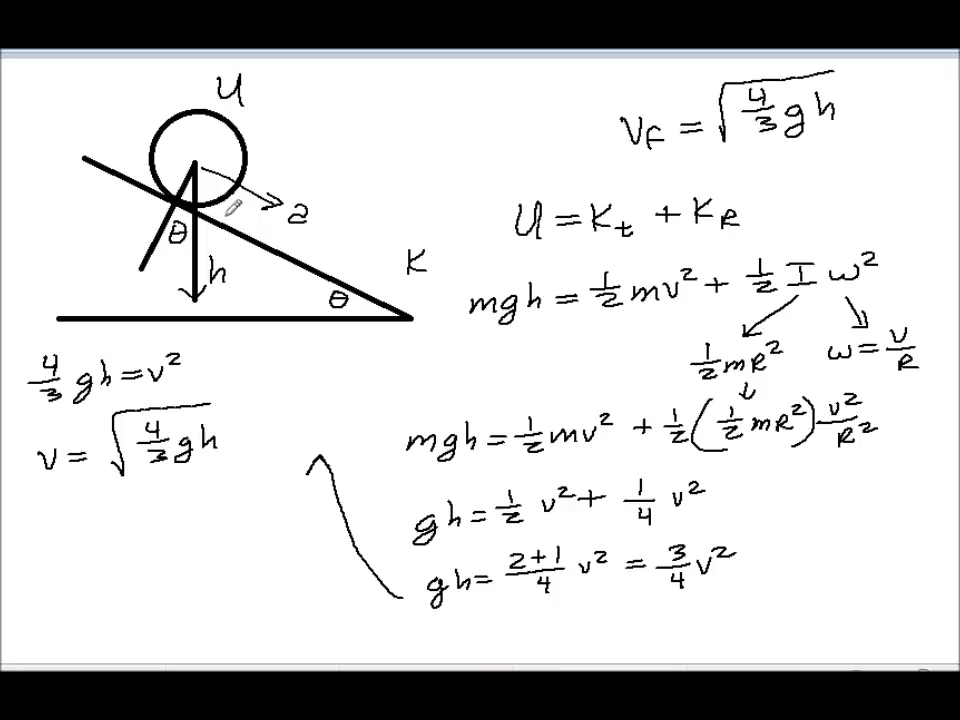 U
v_F = √(4/3 gh)
θ
a
h
θ
K
U = K_t + K_R
mgh = 1/2 mv² + 1/2 I ω²
1/2 mR²
ω = v/R
4/3 gh = v²
v = √(4/3 gh)
mgh = 1/2 mv² + 1/2 (1/2 mR²) v²/R²
gh = 1/2 v² + 1/4 v²
gh = 2+1/4 v² = 3/4 v²